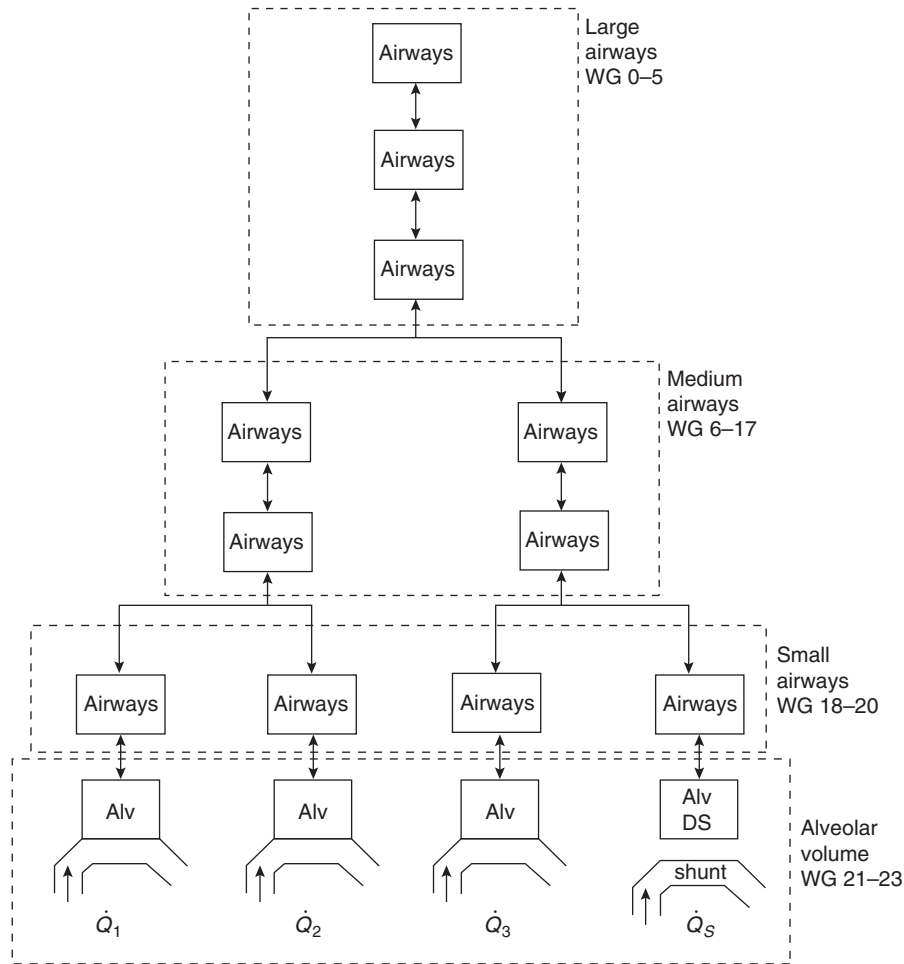 Large
airways
WG 0–5
Airways
Airways
Airways
Medium
airways
WG 6–17
Airways
Airways
Airways
Airways
Small
airways
WG 18–20
Airways
Airways
Airways
Airways
Alveolar
volume
WG 21–23
Alv
Alv
Alv
Alv
DS
shunt
Q̇1
Q̇2
Q̇3
Q̇S